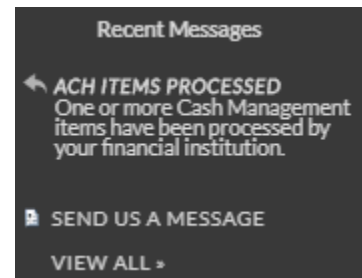 Recent Messages
ACH ITEMS PROCESSED
One or more Cash Management
items have been processed by
your financial institution.
SEND US A MESSAGE
VIEW ALL »